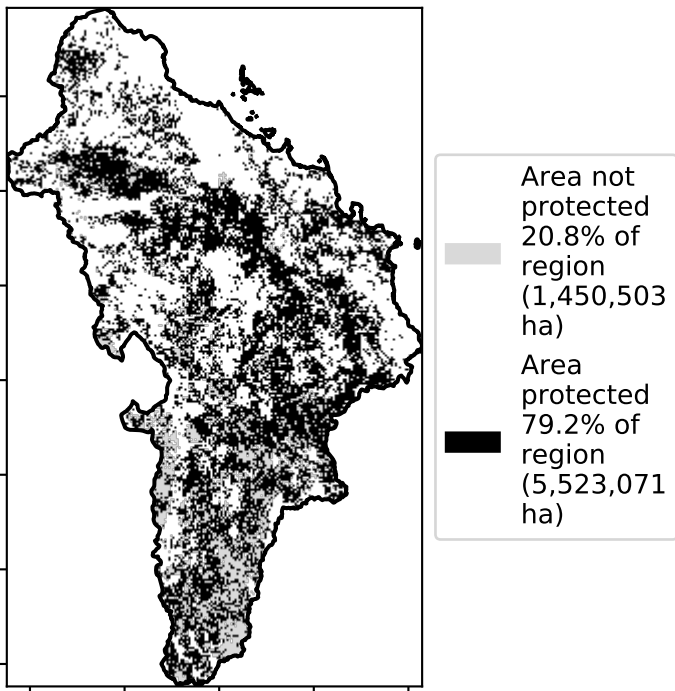 Area not
protected
20.8% of
region
(1,450,503
ha)
Area
protected
79.2% of
region
(5,523,071
ha)